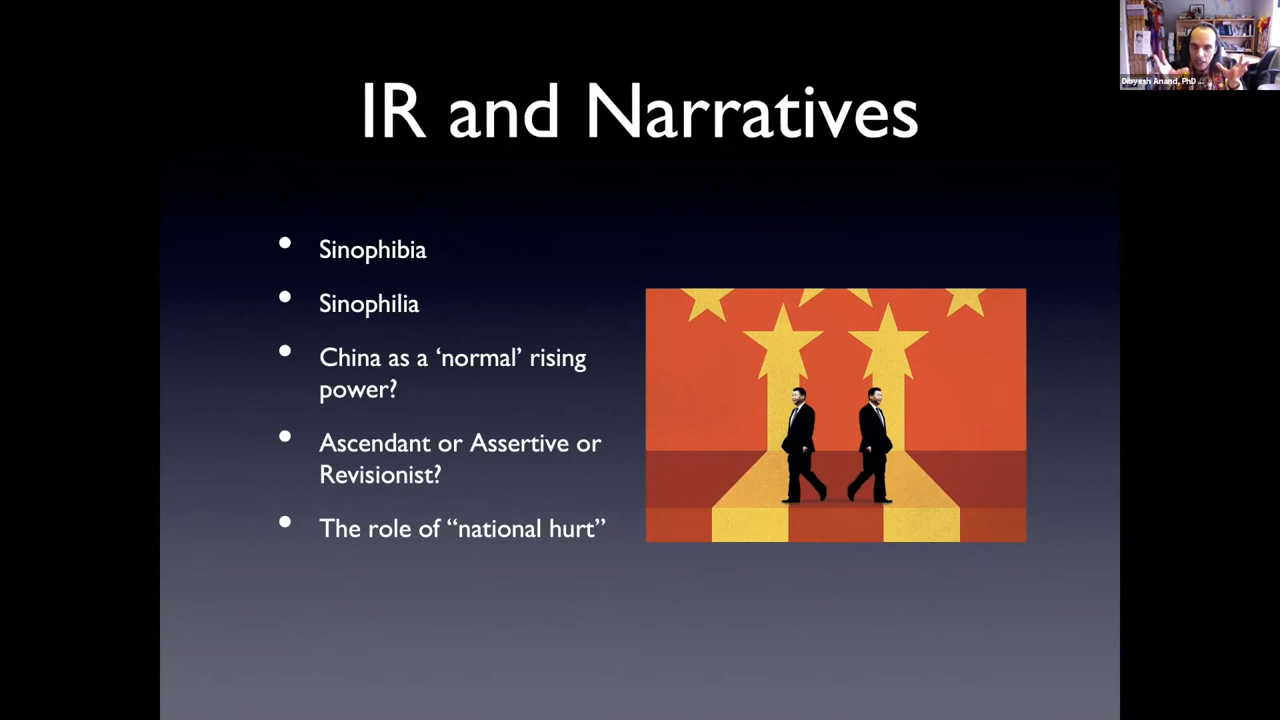 Dibyesh Anand, PhD ...
IR and Narratives
• Sinophibia
• Sinophilia
• China as a ‘normal’ rising
power?
• Ascendant or Assertive or
Revisionist?
• The role of “national hurt”